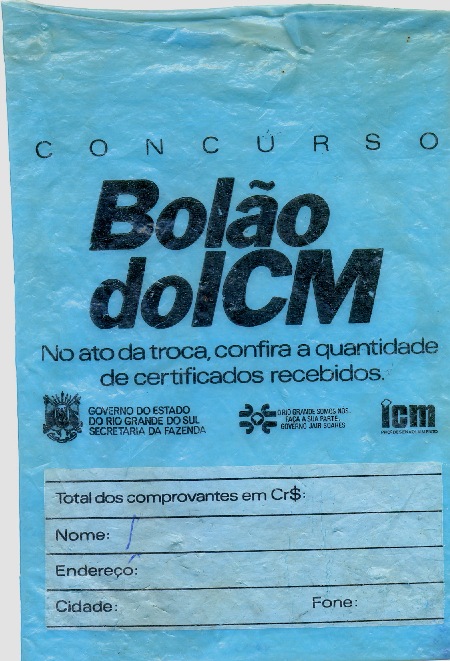 CONCURSO
Bolão
doICM
No ato da troca, confira a quantidade
de certificados recebidos.
GOVERNO DO ESTADO
DO RIO GRANDE DO SUL
SECRETARIA DA FAZENDA
O RIO GRANDE SOMOS NÓS
FAÇA A SUA PARTE.
GOVERNO JAIR SOARES
icm
Total dos comprovantes em Cr$:
Nome:
Endereço:
Cidade: Fone: